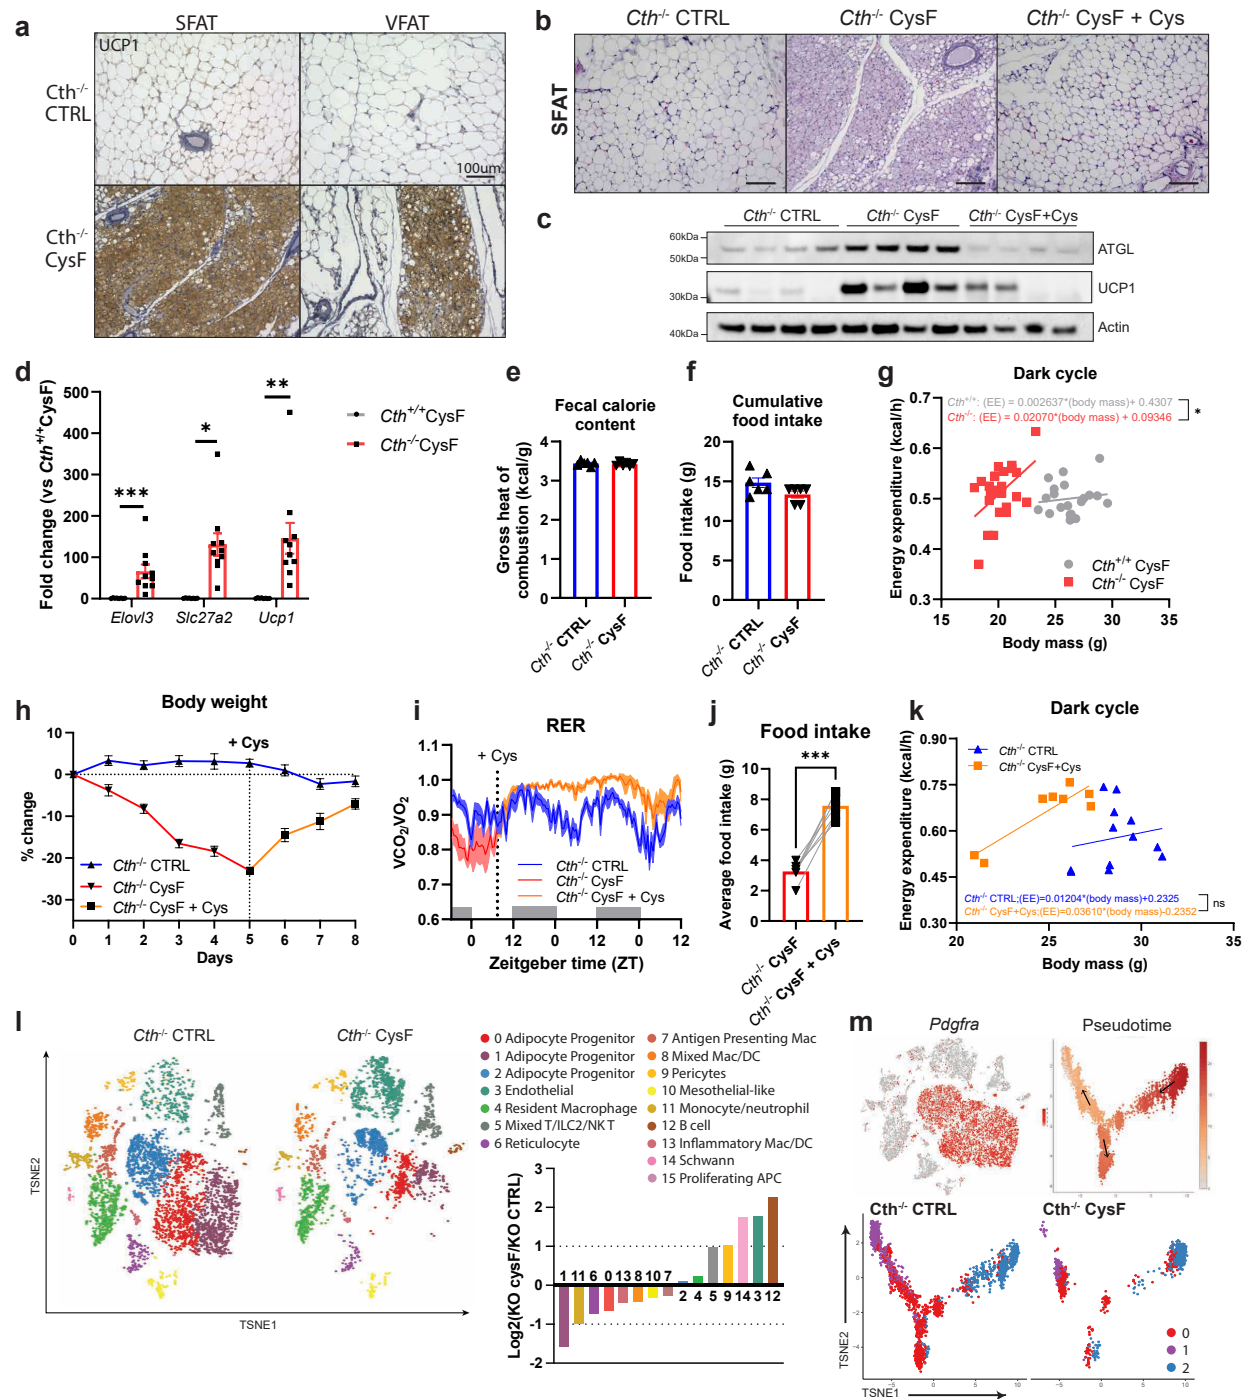 a
SFAT
VFAT
UCP1
Cth-/-
CTRL
100um
Cth-/-
CysF
b
Cth-/- CTRL
Cth-/- CysF
Cth-/- CysF + Cys
SFAT
c
Cth-/- CTRL
Cth-/- CysF
Cth-/- CysF+Cys
60kDa
50kDa
ATGL
30kDa
UCP1
40kDa
Actin
d
Fold change (vs Cth+/+CysF)
500
400
300
200
100
0
***
*
**
Elovl3
Slc27a2
Ucp1
Cth+/+CysF
Cth-/-CysF
e
Fecal calorie
content
Gross heat of
combustion (kcal/g)
4
3
2
1
0
Cth-/- CTRL
Cth-/- CysF
f
Cumulative
food intake
Food intake (g)
20
15
10
5
0
Cth-/- CTRL
Cth-/- CysF
g
Dark cycle
Cth+/+: (EE) = 0.002637*(body mass)+ 0.4307
Cth-/-: (EE) = 0.02070*(body mass) + 0.09346
*
Energy expenditure (kcal/h)
0.7
0.6
0.5
0.4
0.3
Cth+/+ CysF
Cth-/- CysF
15
20
25
30
35
Body mass (g)
h
Body weight
+ Cys
% change
10
0
-10
-20
-30
Cth-/- CTRL
Cth-/- CysF
Cth-/- CysF + Cys
0
1
2
3
4
5
6
7
8
Days
i
RER
+ Cys
VCO2/VO2
1.1
1.0
0.9
0.8
0.7
0.6
Cth-/- CTRL
Cth-/- CysF
Cth-/- CysF + Cys
0
12
0
12
0
12
Zeitgeber time (ZT)
j
Food intake
***
Average food intake (g)
10
8
6
4
2
0
Cth-/- CysF
Cth-/- CysF + Cys
k
Dark cycle
Cth-/- CTRL
Cth-/- CysF+Cys
Energy expenditure (kcal/h)
0.90
0.75
0.60
0.45
0.30
Cth-/- CTRL;(EE)=0.01204*(body mass)+0.2325
Cth-/- CysF+Cys;(EE)=0.03610*(body mass)-0.2352
ns
20
25
30
35
Body mass (g)
l
Cth-/- CTRL
Cth-/- CysF
TSNE2
TSNE1
0 Adipocyte Progenitor
1 Adipocyte Progenitor
2 Adipocyte Progenitor
3 Endothelial
4 Resident Macrophage
5 Mixed T/ILC2/NK T
6 Reticulocyte
7 Antigen Presenting Mac
8 Mixed Mac/DC
9 Pericytes
10 Mesothelial-like
11 Monocyte/neutrophil
12 B cell
13 Inflammatory Mac/DC
14 Schwann
15 Proliferating APC
Log2(KO cysF/KO CTRL)
3
2
1
0
-1
-2
1 11 6 0 13 8 10 7
2 4 5 9 14 3 12
m
Pdgfra
Pseudotime
Cth-/- CTRL
Cth-/- CysF
TSNE2
2
0
-2
-4
-5
0
5
10
-5
0
5
10
TSNE1
0
1
2